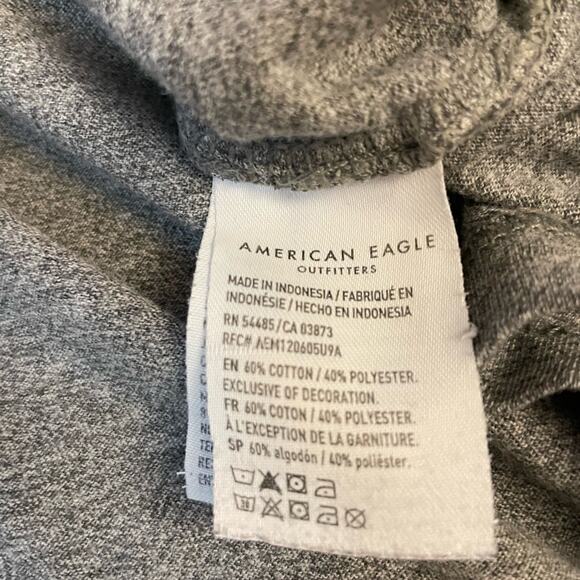 AMERICAN EAGLE
OUTFITTERS
MADE IN INDONESIA / FABRIQUÉ EN
INDONÉSIE / HECHO EN INDONESIA
RN 54485/CA 03873
RFC# AEM120605U9A
EN 60% COTTON / 40% POLYESTER.
EXCLUSIVE OF DECORATION.
FR 60% COTON / 40% POLYESTER.
À L'EXCEPTION DE LA GARNITURE.
SP 60% algodón / 40% poliéster.
30